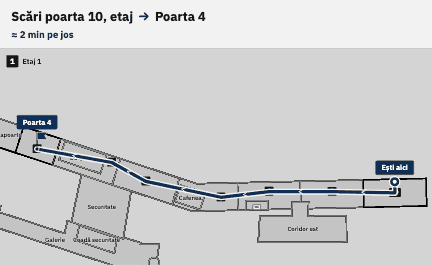 Scări poarta 10, etaj → Poarta 4
≈ 2 min pe jos
1 Etaj 1
Poarta 4
Ești aici
Cafenea
Securitate
Galerie
Coadă securitate
Coridor est